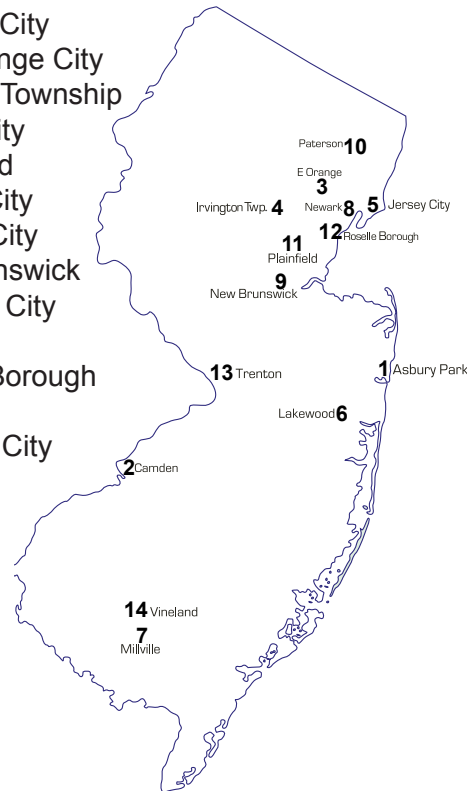 City
nge City
Township
ity
d
City
City
nswick
City
Borough
City
Paterson 10
E Orange
3
Irvington Twp. 4
Newark 8
5 Jersey City
12 Roselle Borough
11
Plainfield
9
New Brunswick
13 Trenton
1 Asbury Park
Lakewood 6
2 Camden
14 Vineland
7
Millville